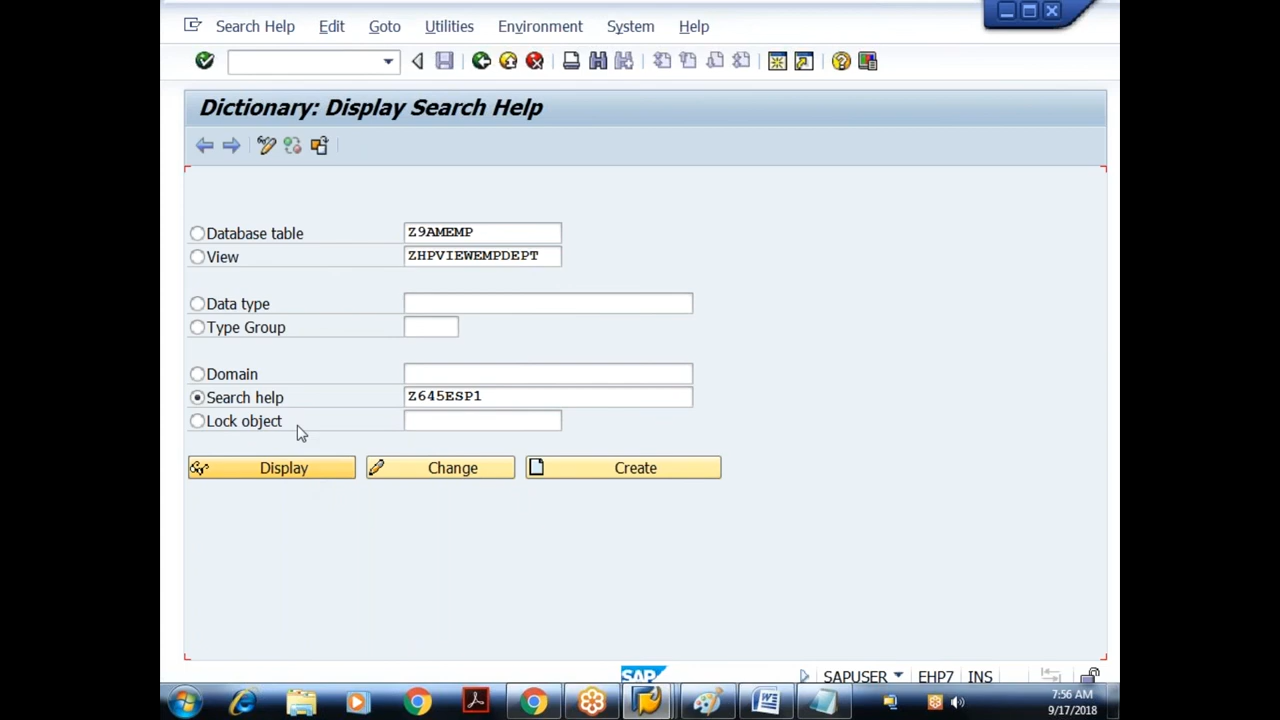 Search Help Edit Goto Utilities Environment System Help
Dictionary: Display Search Help
Database table Z9AMEMP
View ZHPVIEWEMPDEPT
Data type
Type Group
Domain
Search help Z645ESP1
Lock object
Display Change Create
SAP SAPUSER EHP7 INS
7:56 AM
9/17/2018